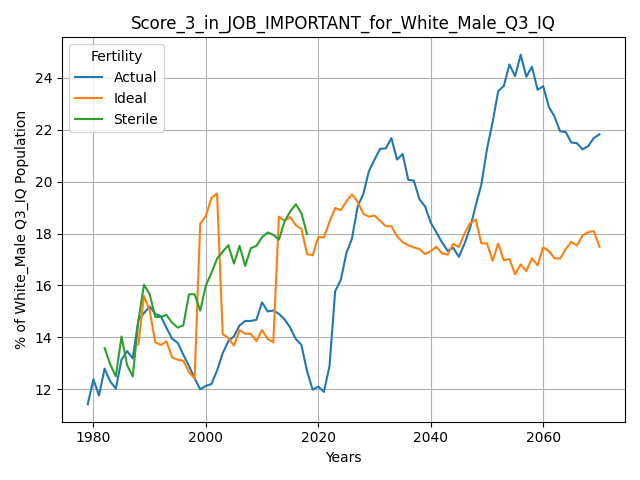 Score_3_in_JOB_IMPORTANT_for_White_Male_Q3_IQ
Fertility
Actual
Ideal
Sterile
% of White_Male Q3_IQ Population
24
22
20
18
16
14
12
1980
2000
2020
2040
2060
Years